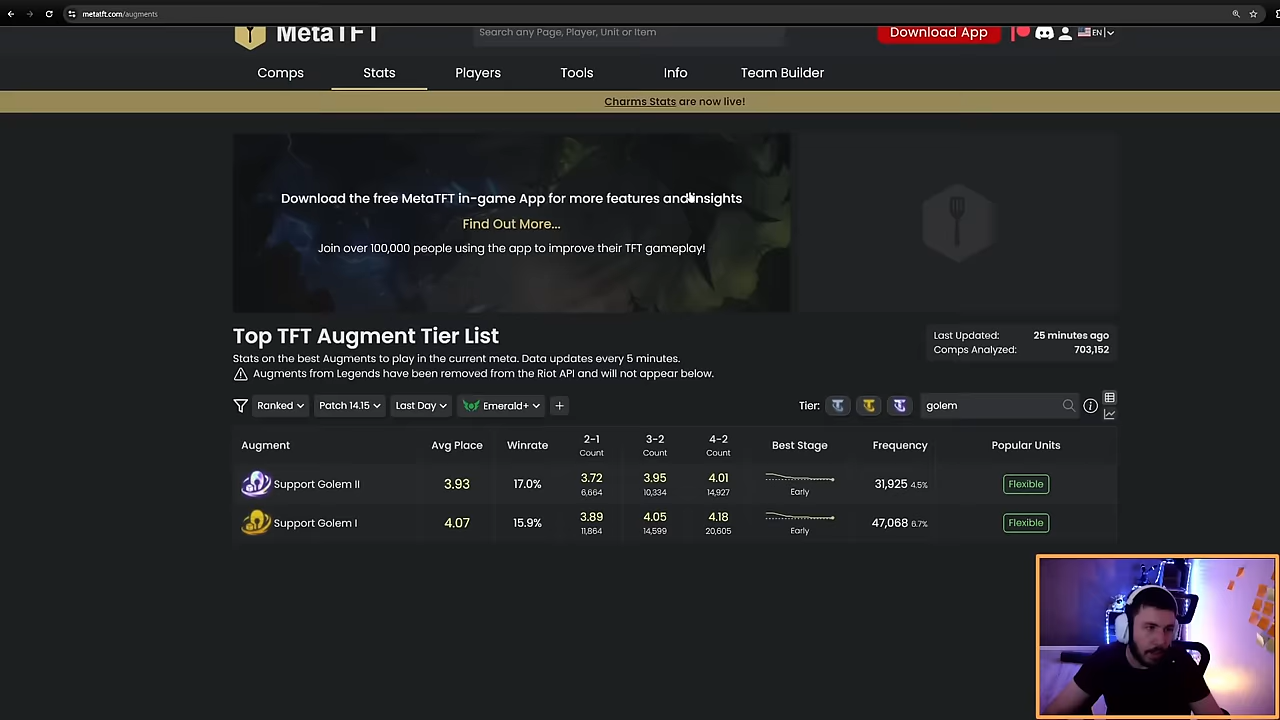 metatft.com/augments
MetaTFT
Search any Page, Player, Unit or Item
Download App
EN
Comps
Stats
Players
Tools
Info
Team Builder
Charms Stats are now live!
Download the free MetaTFT in-game App for more features and insights
Find Out More...
Join over 100,000 people using the app to improve their TFT gameplay!
Top TFT Augment Tier List
Last Updated: 25 minutes ago
Comps Analyzed: 703,152
Stats on the best Augments to play in the current meta. Data updates every 5 minutes.
Augments from Legends have been removed from the Riot API and will not appear below.
Ranked Patch 14.15 Last Day Emerald+ + Tier: golem
Augment Avg Place Winrate 2-1 Count 3-2 Count 4-2 Count Best Stage Frequency Popular Units
Support Golem II 3.93 17.0% 3.72 6,664 3.95 10,334 4.01 14,927 Early 31,925 4.5% Flexible
Support Golem I 4.07 15.9% 3.89 11,864 4.05 14,599 4.18 20,605 Early 47,068 6.7% Flexible